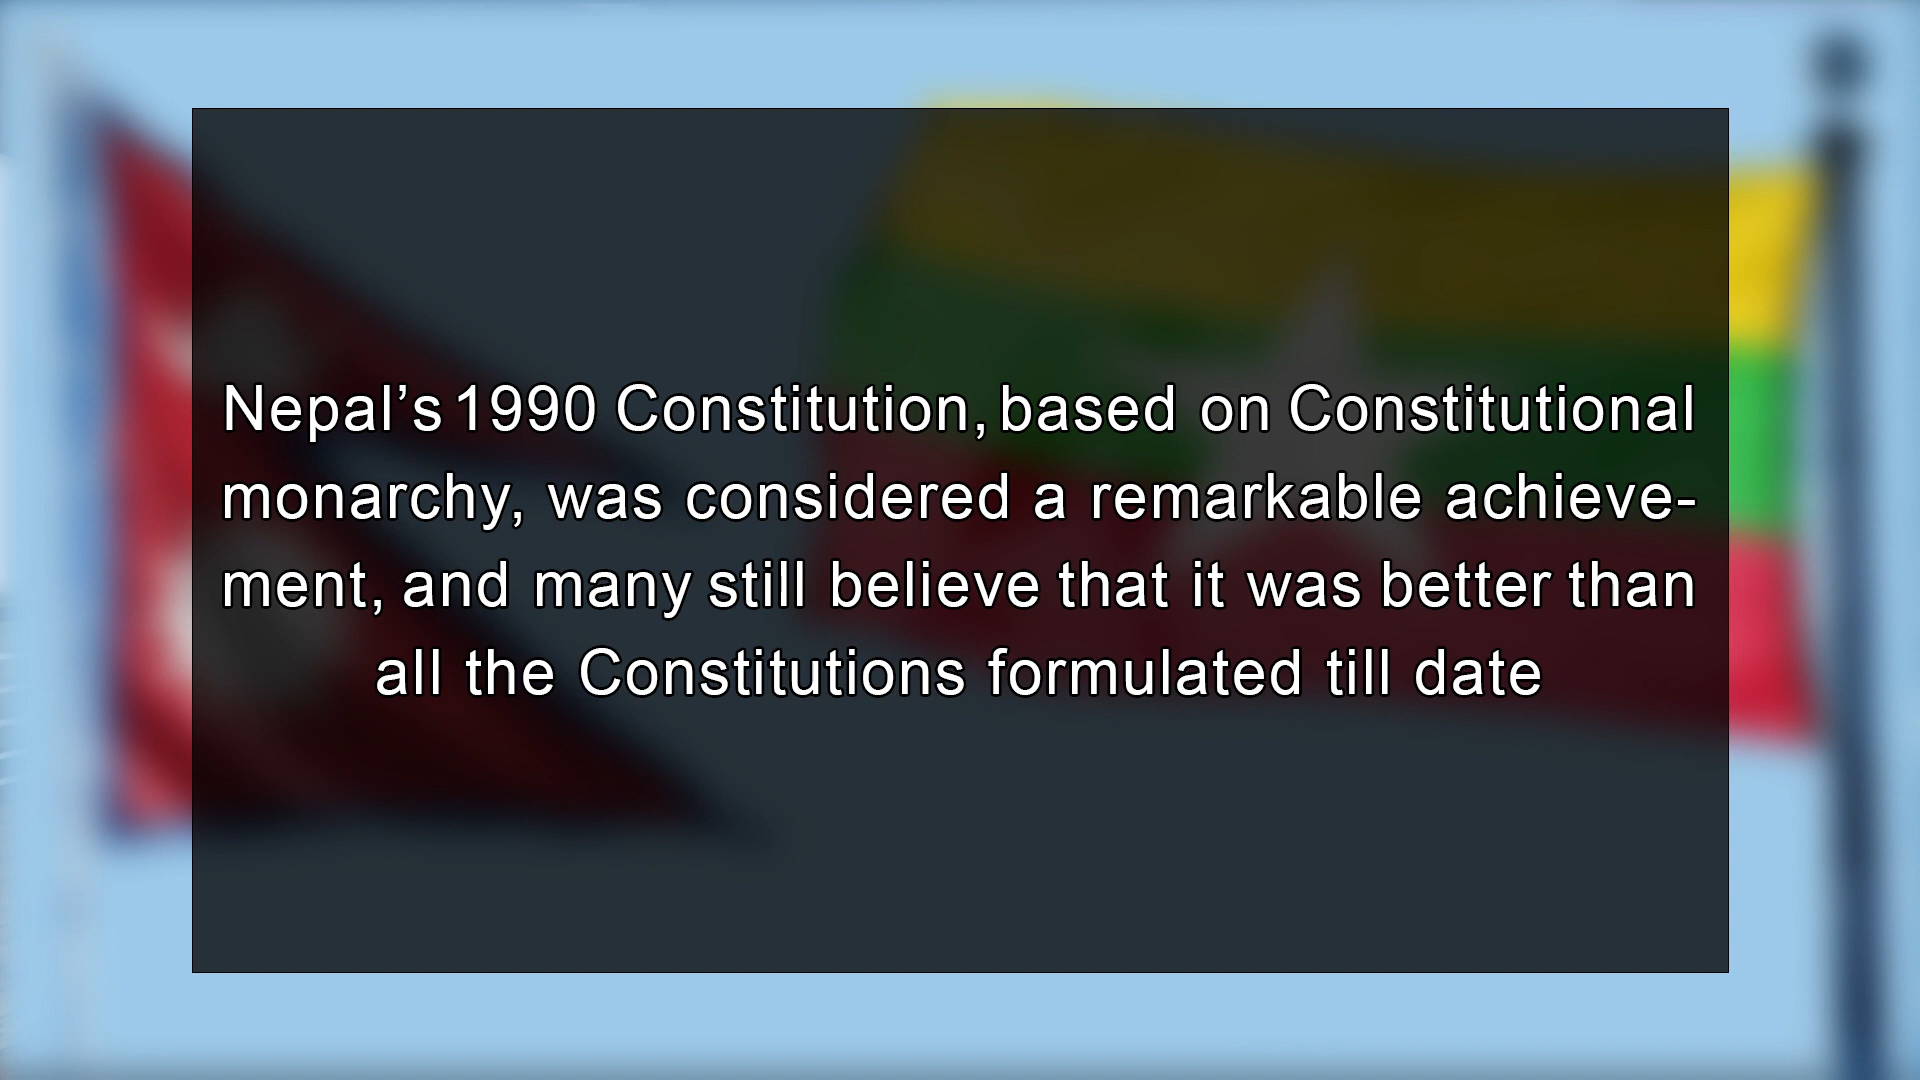 Nepal’s 1990 Constitution, based on Constitutional
monarchy, was considered a remarkable achieve-
ment, and many still believe that it was better than
all the Constitutions formulated till date